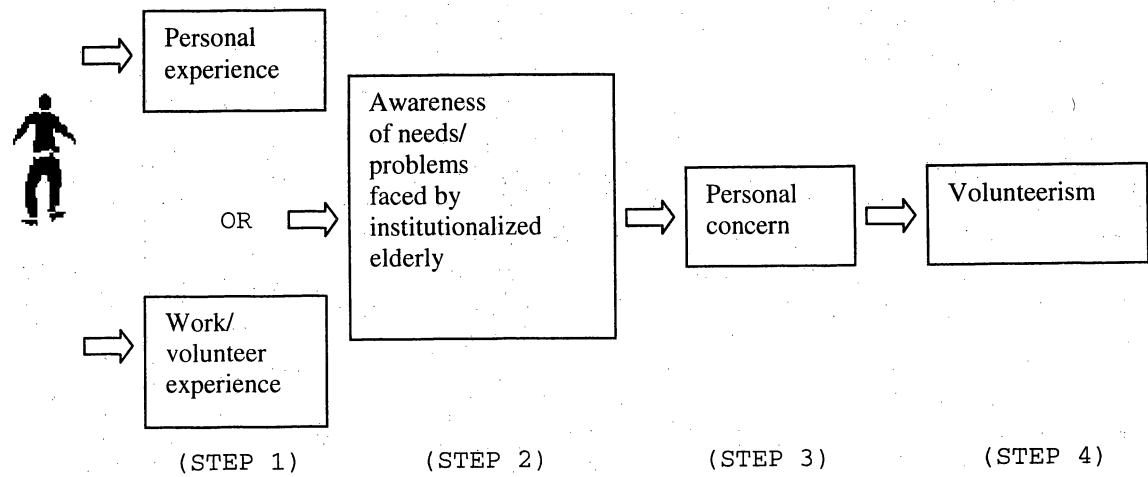 Personal
experience
OR
Work/
volunteer
experience
(STEP 1)
Awareness
of needs/
problems
faced by
institutionalized
elderly
(STEP 2)
Personal
concern
(STEP 3)
Volunteerism
(STEP 4)